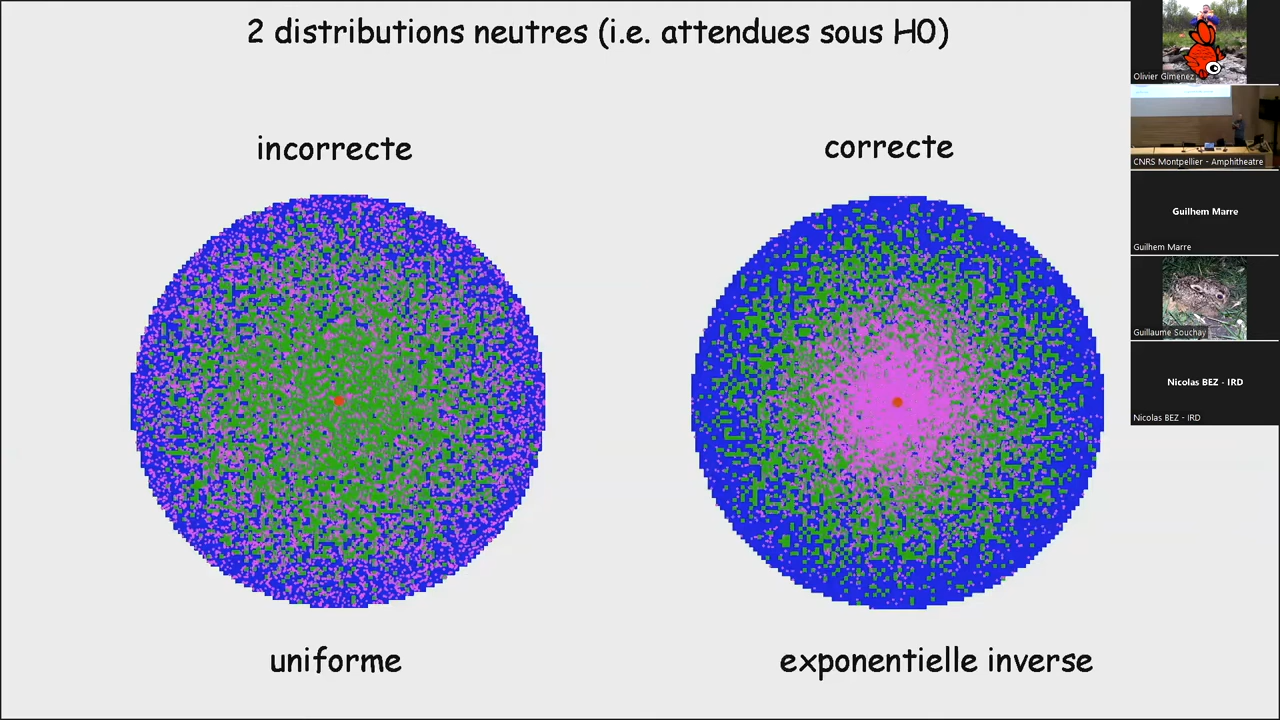 2 distributions neutres (i.e. attendues sous H0)
incorrecte
correcte
uniforme
exponentielle inverse
Olivier Gimenez
CNRS Montpellier - Amphitheatre
Guilhem Marre
Guilhem Marre
Guillaume Souchay
Nicolas BEZ - IRD
Nicolas BEZ - IRD